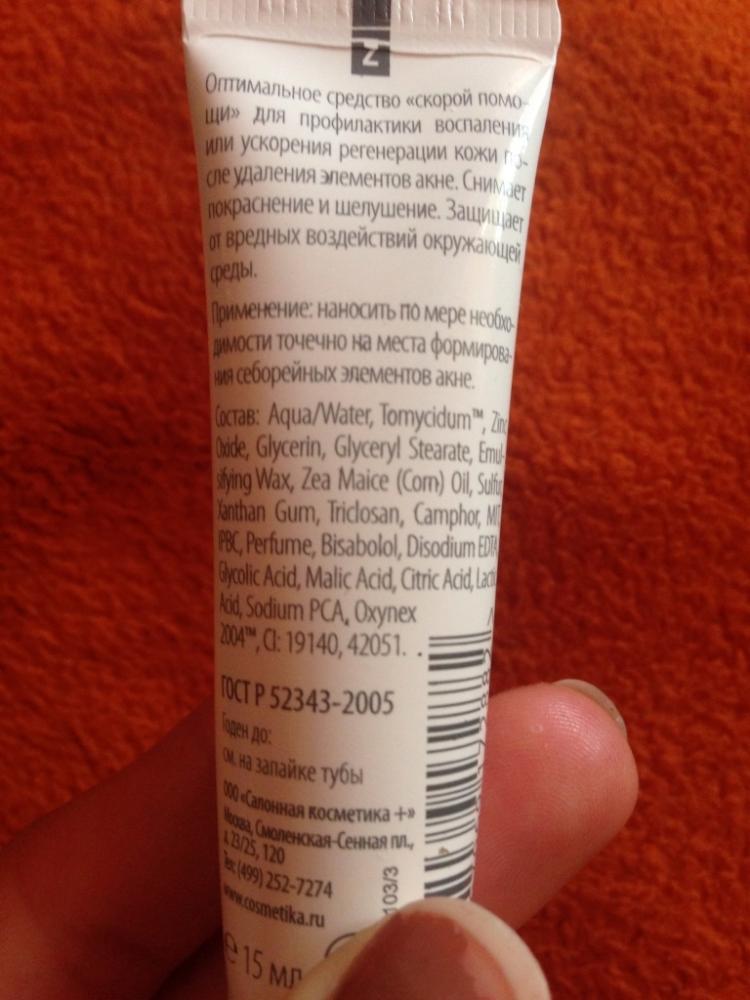 N
Оптимальное средство «скорой помо-
щи» для профилактики воспаления
или ускорения регенерации кожи по-
сле удаления элементов акне. Снимает
покраснение и шелушение. Защищает
от вредных воздействий окружающей
среды.
Применение: наносить по мере необхо-
димости точечно на места формирова-
ния себорейных элементов акне.
Состав: Aqua/Water, Tomycidum™, Zinc
Oxide, Glycerin, Glyceryl Stearate, Emul-
sifying Wax, Zea Maice (Corn) Oil, Sulfur
Xanthan Gum, Triclosan, Camphor, MIT
IPBC, Perfume, Bisabolol, Disodium EDTA
Glycolic Acid, Malic Acid, Citric Acid, Lactic
Acid, Sodium PCA, Oxynex
2004™, CI: 19140, 42051.
ГОСТ Р 52343-2005
Годен до:
см. на запайке тубы
ООО «Салонная косметика +»
Москва, Смоленская-Сенная пл.,
д. 23/25, 120
Тел: (499) 252-7274
www.cosmetika.ru
103/3
e 15 мл